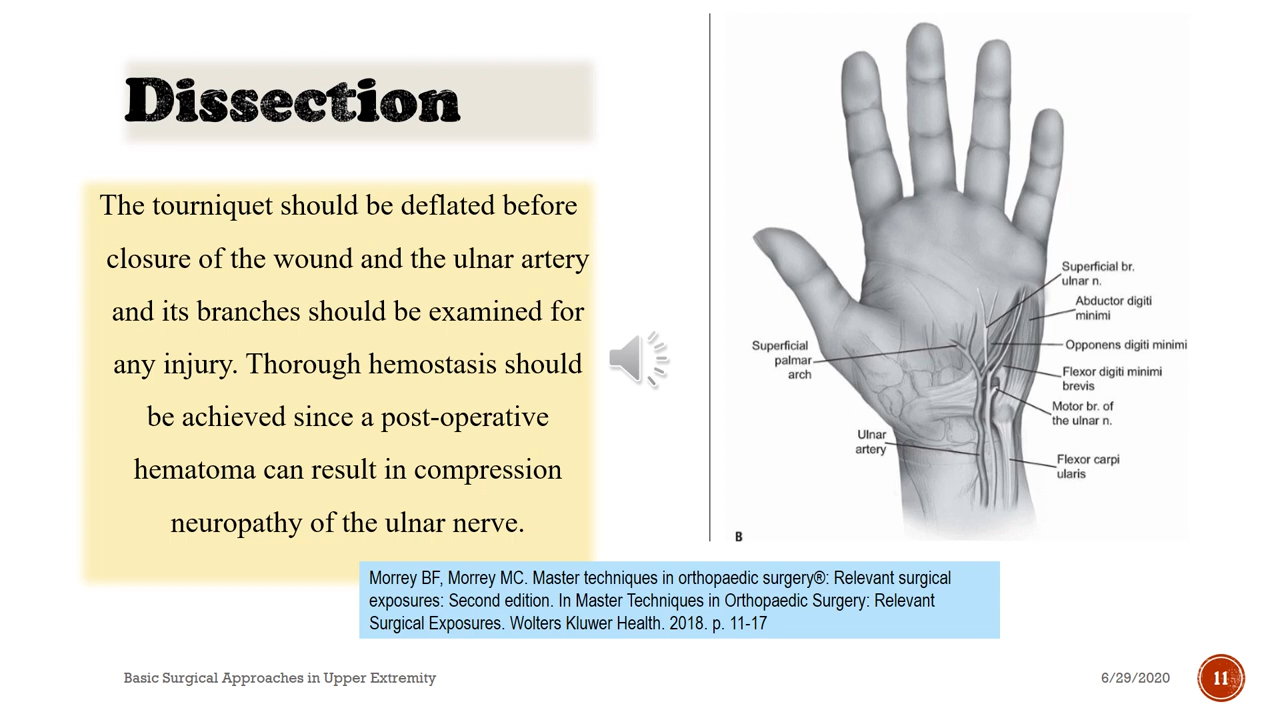 Dissection
The tourniquet should be deflated before
closure of the wound and the ulnar artery
and its branches should be examined for
any injury. Thorough hemostasis should
be achieved since a post-operative
hematoma can result in compression
neuropathy of the ulnar nerve.
Superficial br.
ulnar n.
Abductor digiti
minimi
Opponens digiti minimi
Flexor digiti minimi
brevis
Motor br. of
the ulnar n.
Flexor carpi
ularis
Superficial
palmar
arch
Ulnar
artery
B
Morrey BF, Morrey MC. Master techniques in orthopaedic surgery®: Relevant surgical
exposures: Second edition. In Master Techniques in Orthopaedic Surgery: Relevant
Surgical Exposures. Wolters Kluwer Health. 2018. p. 11-17
Basic Surgical Approaches in Upper Extremity
6/29/2020
11